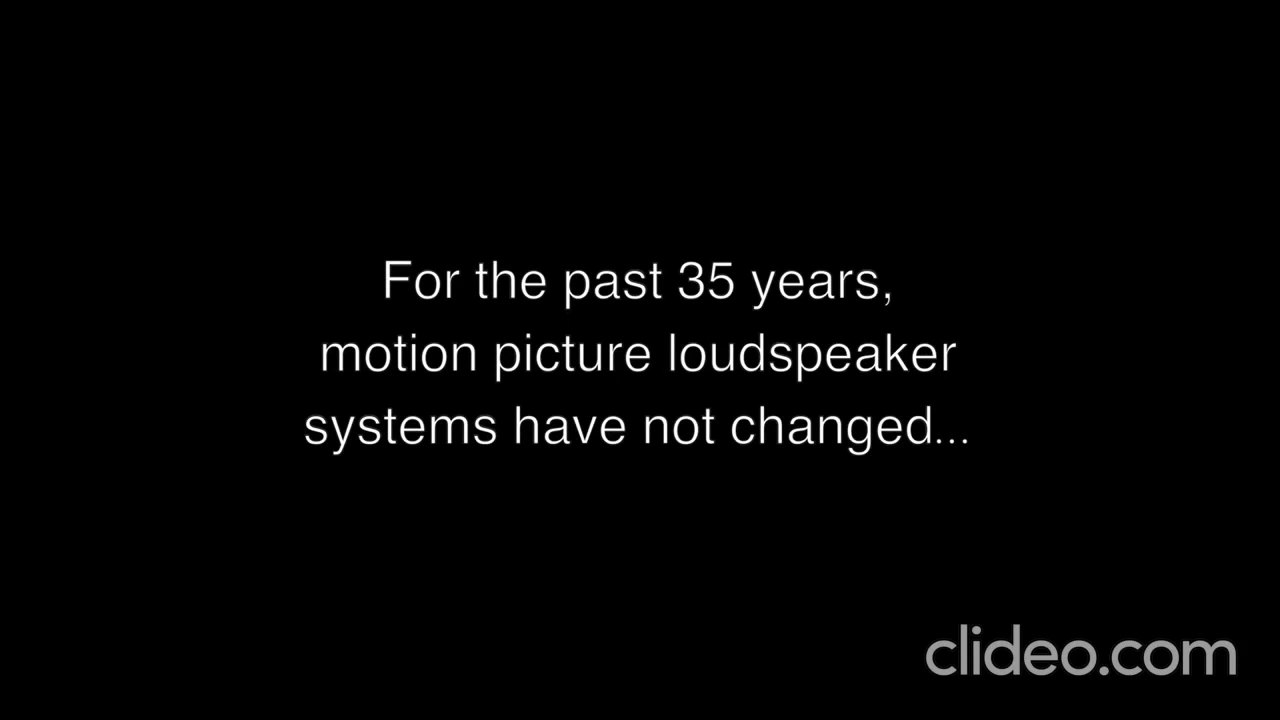 For the past 35 years,
motion picture loudspeaker
systems have not changed...
clideo.com